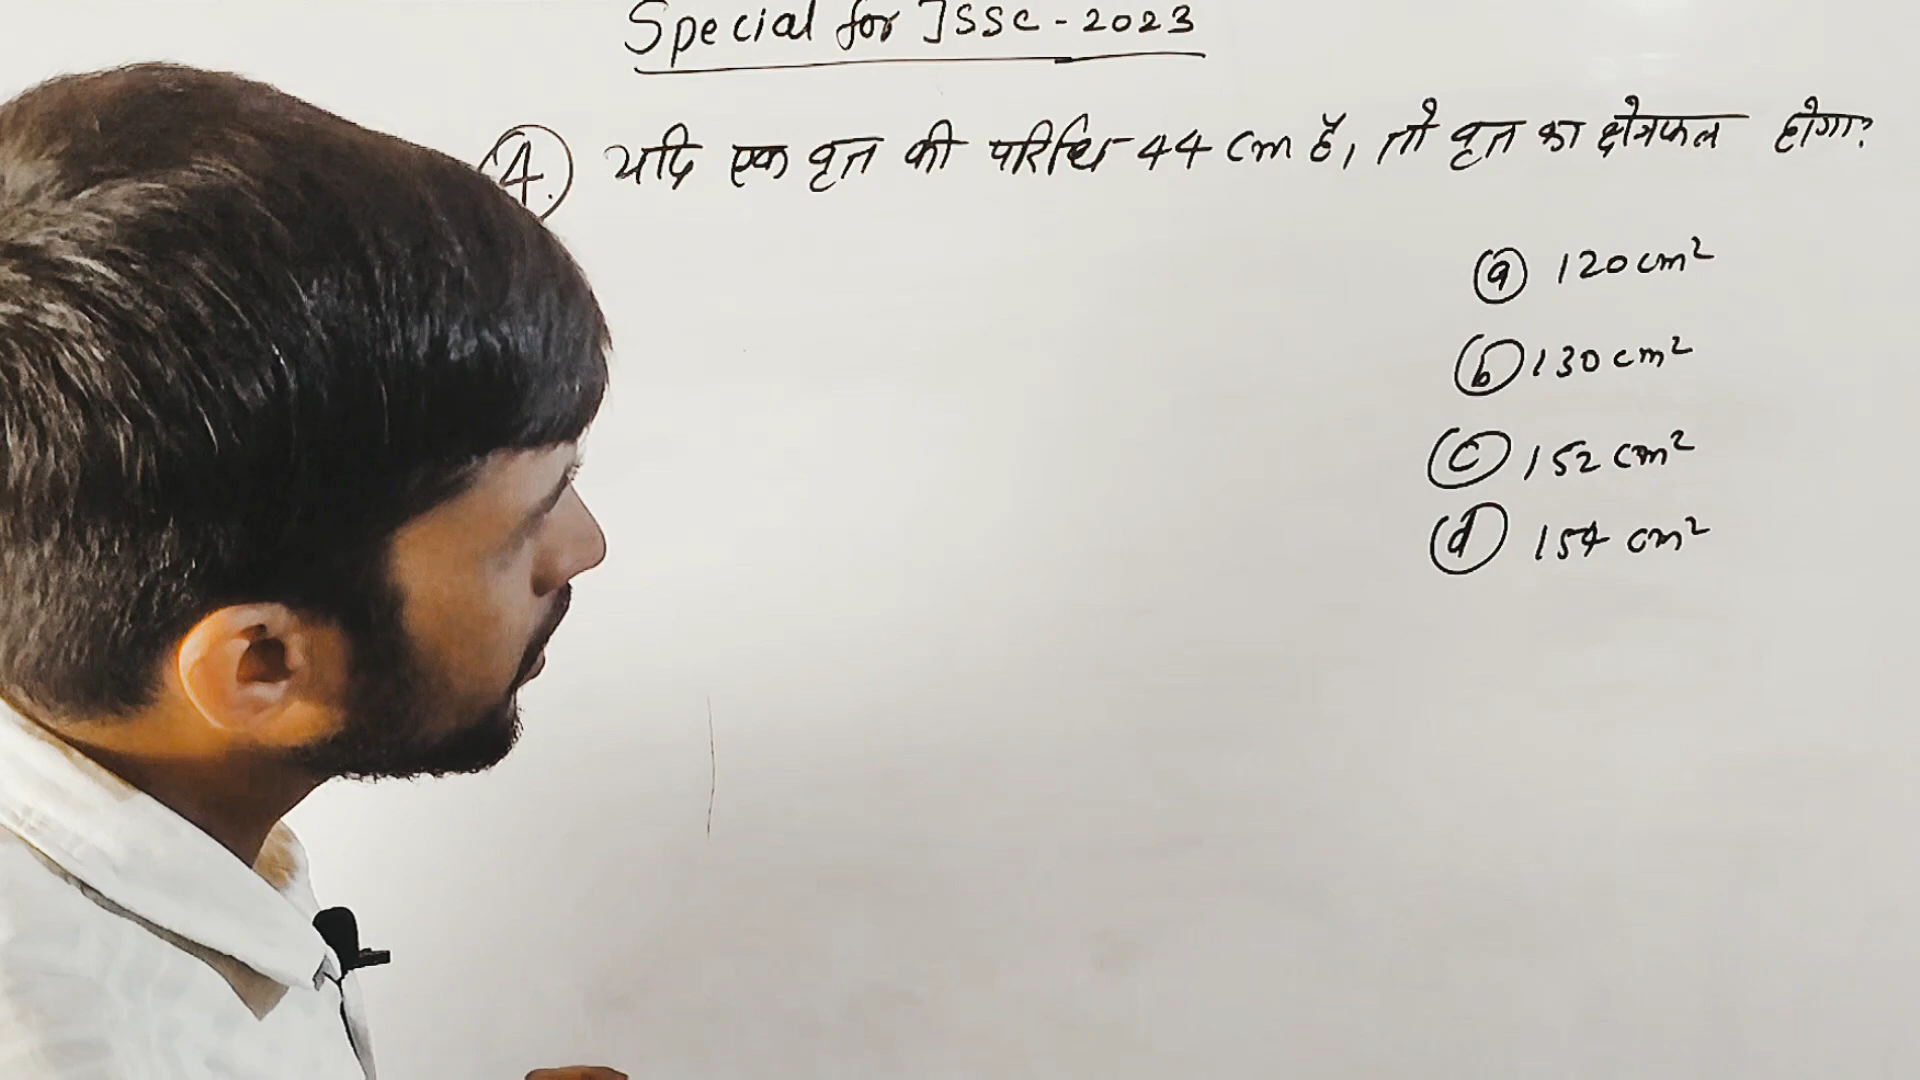 Special for JSSC-2023
4. यदि एक वृत्त की परिधि 44 cm है, तो वृत्त का क्षेत्रफल होगा?
a 120 cm²
b 130 cm²
c 152 cm²
d 154 cm²